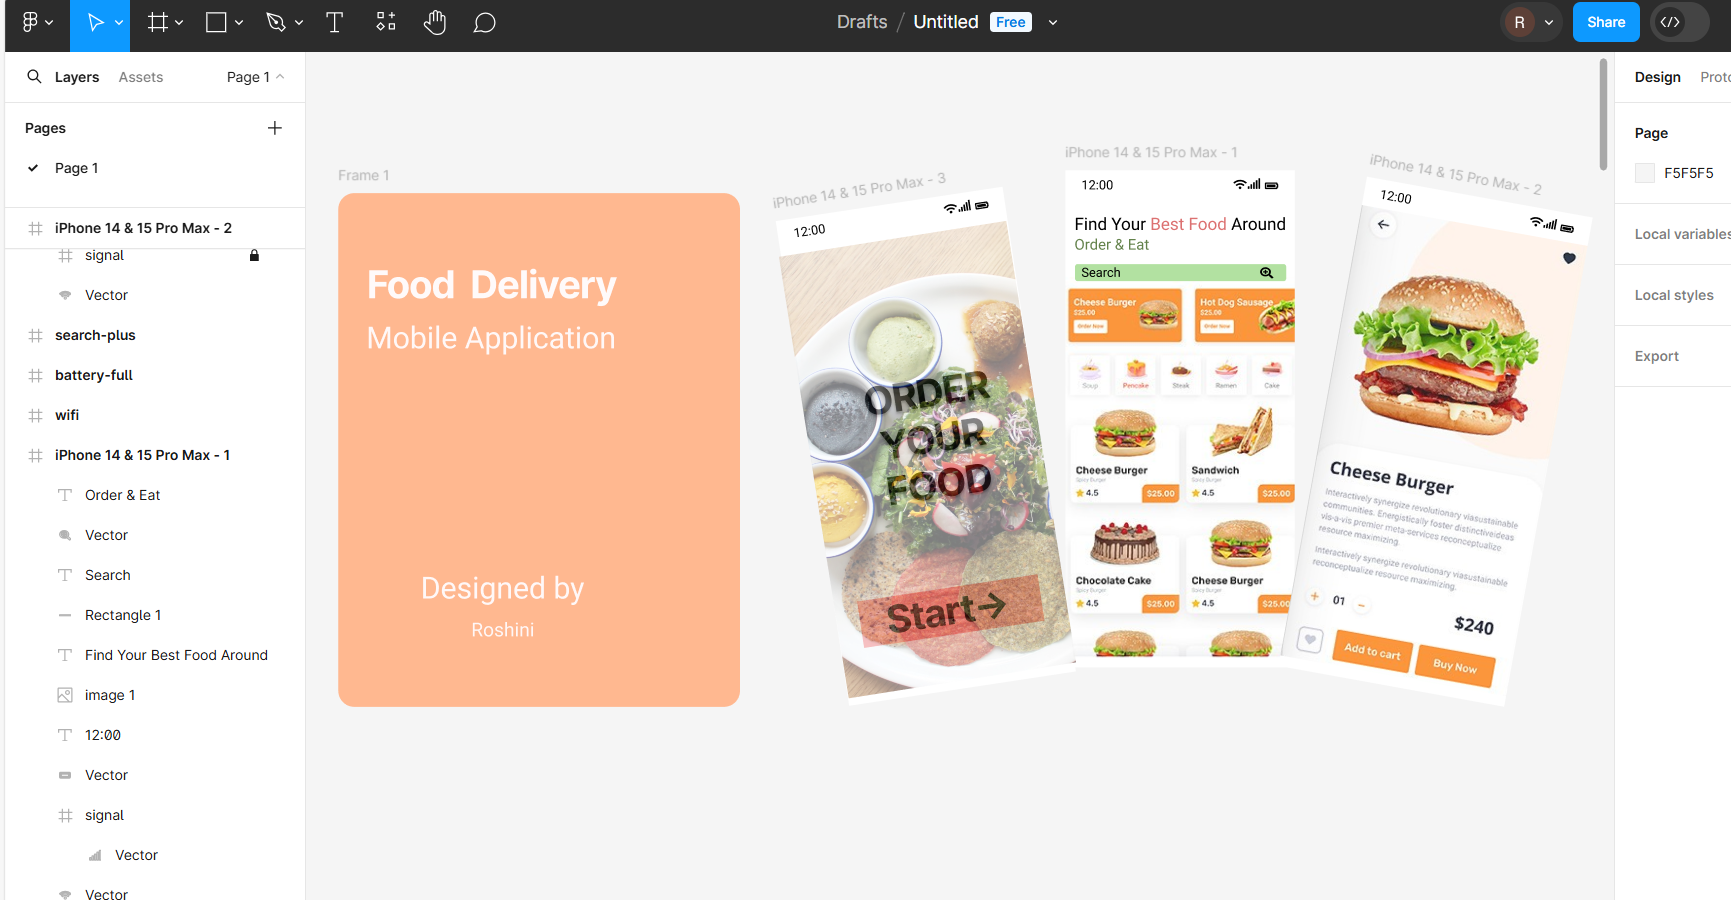 Drafts / Untitled Free
R
Share
Layers Assets Page 1
Pages
Page 1
iPhone 14 & 15 Pro Max - 2
signal
Vector
search-plus
battery-full
wifi
iPhone 14 & 15 Pro Max - 1
Order & Eat
Vector
Search
Rectangle 1
Find Your Best Food Around
image 1
12:00
Vector
signal
Vector
Vector
Frame 1
Food Delivery
Mobile Application
Designed by
Roshini
iPhone 14 & 15 Pro Max - 3
12:00
ORDER
YOUR
FOOD
Start→
iPhone 14 & 15 Pro Max - 1
12:00
Find Your Best Food Around
Order & Eat
Search
Cheese Burger
$25.00
Order Now
Hot Dog Sausage
$25.00
Order Now
Soup Pancake Steak Ramen Cake
Cheese Burger
Spicy Burger
4.5 $25.00
Sandwich
Spicy Burger
4.5 $25.00
Chocolate Cake
Spicy Burger
4.5 $25.00
Cheese Burger
Spicy Burger
4.5 $25.00
iPhone 14 & 15 Pro Max - 2
12:00
Cheese Burger
Interactively synergize revolutionary viasustainable
communities. Energistically foster distinctiveideas
vis-a-vis premier meta-services reconceptualize
resource maximizing.
Interactively synergize revolutionary viasustainable
reconceptualize resource maximizing.
+ 01 −
$240
Add to cart
Buy Now
Design Proto
Page
F5F5F5
Local variables
Local styles
Export